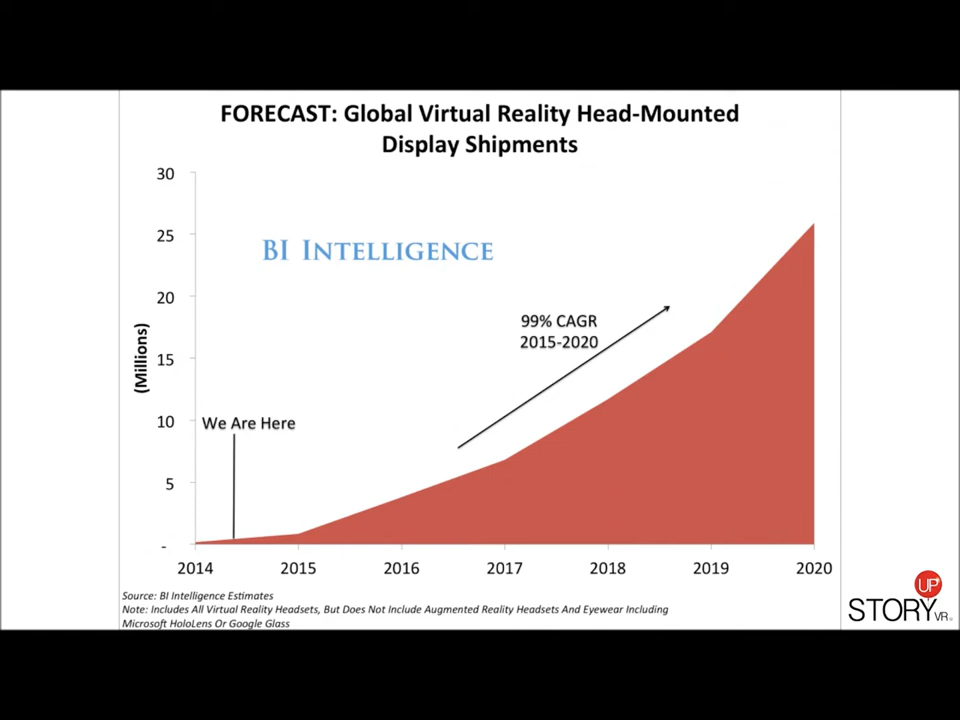 FORECAST: Global Virtual Reality Head-Mounted
Display Shipments
30
25
20
15
10
5
-
(Millions)
BI INTELLIGENCE
99% CAGR
2015-2020
We Are Here
2014 2015 2016 2017 2018 2019 2020
Source: BI Intelligence Estimates
Note: Includes All Virtual Reality Headsets, But Does Not Include Augmented Reality Headsets And Eyewear Including
Microsoft HoloLens Or Google Glass
UP
STORY VR